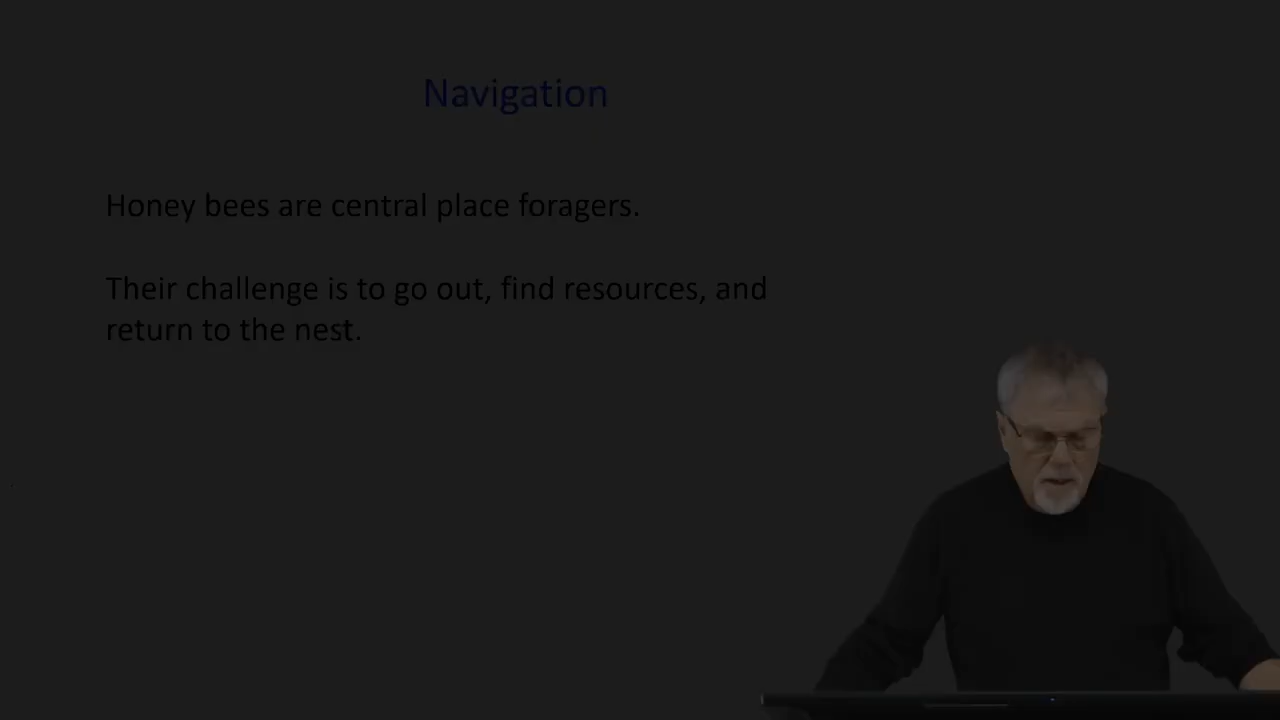 Navigation
Honey bees are central place foragers.
Their challenge is to go out, find resources, and
return to the nest.